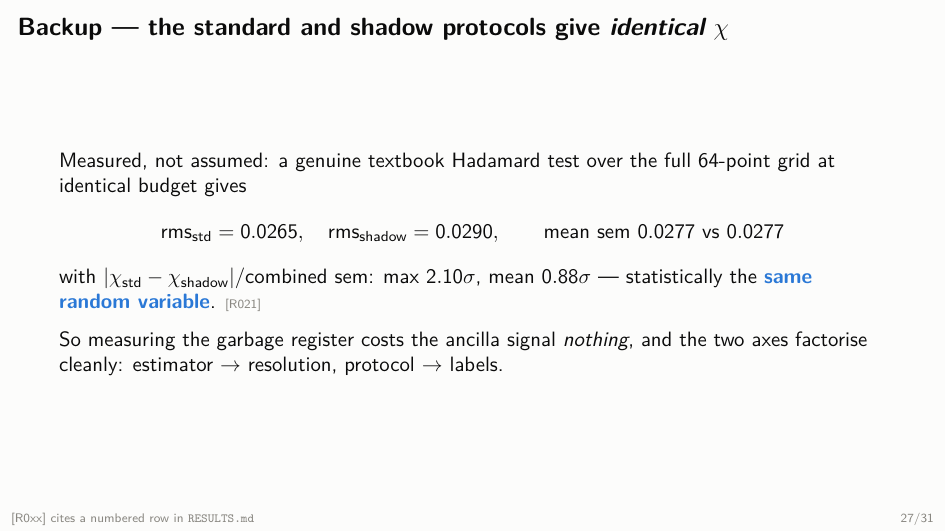 Backup — the standard and shadow protocols give identical χ
Measured, not assumed: a genuine textbook Hadamard test over the full 64-point grid at
identical budget gives
rms_std = 0.0265, rms_shadow = 0.0290, mean sem 0.0277 vs 0.0277
with |χ_std − χ_shadow|/combined sem: max 2.10σ, mean 0.88σ — statistically the same
random variable. [R021]
So measuring the garbage register costs the ancilla signal nothing, and the two axes factorise
cleanly: estimator → resolution, protocol → labels.
[R0xx] cites a numbered row in RESULTS.md
27/31